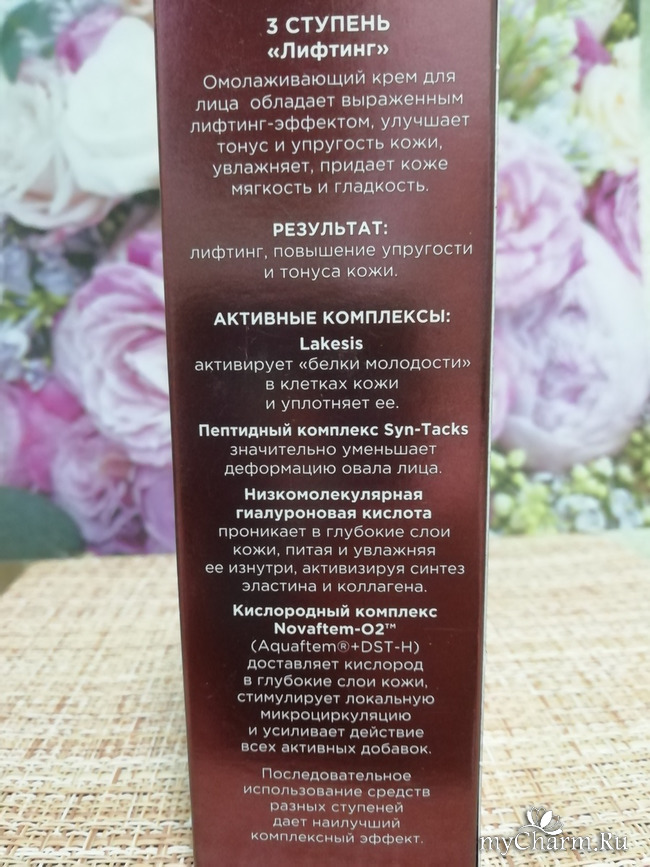 3 СТУПЕНЬ
«Лифтинг»
Омолаживающий крем для
лица обладает выраженным
лифтинг-эффектом, улучшает
тонус и упругость кожи,
увлажняет, придает коже
мягкость и гладкость.
РЕЗУЛЬТАТ:
лифтинг, повышение упругости
и тонуса кожи.
АКТИВНЫЕ КОМПЛЕКСЫ:
Lakesis
активирует «белки молодости»
в клетках кожи
и уплотняет ее.
Пептидный комплекс Syn-Tacks
значительно уменьшает
деформацию овала лица.
Низкомолекулярная
гиалуроновая кислота
проникает в глубокие слои
кожи, питая и увлажняя
ее изнутри, активизируя синтез
эластина и коллагена.
Кислородный комплекс
Novaftem-O2™
(Aquaftem®+DST-H)
доставляет кислород
в глубокие слои кожи,
стимулирует локальную
микроциркуляцию
и усиливает действие
всех активных добавок.
Последовательное
использование средств
разных ступеней
дает наилучший
комплексный эффект.
myCharm.Ru